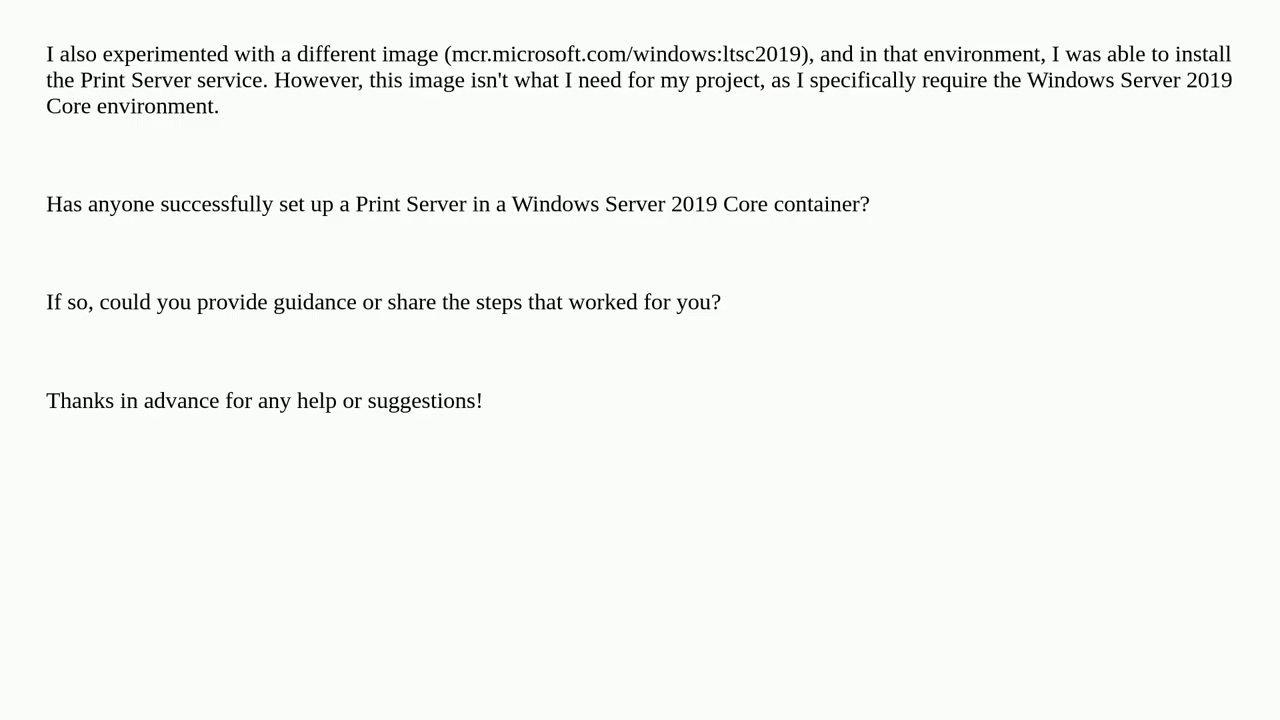 I also experimented with a different image (mcr.microsoft.com/windows:ltsc2019), and in that environment, I was able to install
the Print Server service. However, this image isn't what I need for my project, as I specifically require the Windows Server 2019
Core environment.
Has anyone successfully set up a Print Server in a Windows Server 2019 Core container?
If so, could you provide guidance or share the steps that worked for you?
Thanks in advance for any help or suggestions!